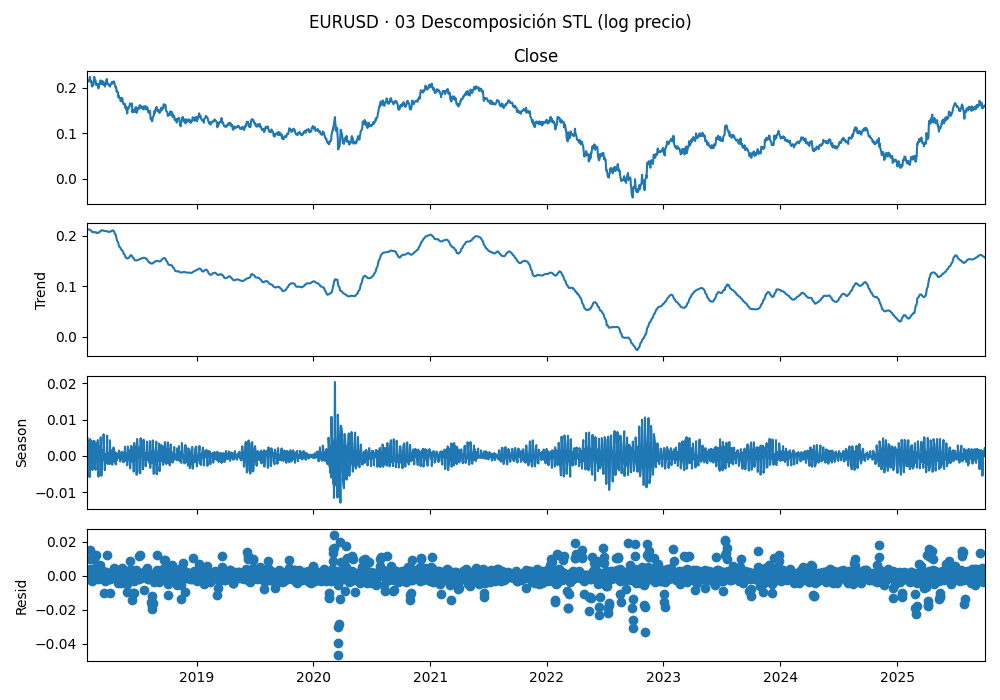 EURUSD · 03 Descomposición STL (log precio)
Close
0.2
0.1
0.0
Trend
0.2
0.1
0.0
Season
0.02
0.01
0.00
−0.01
Resid
0.02
0.00
−0.02
−0.04
2019 2020 2021 2022 2023 2024 2025